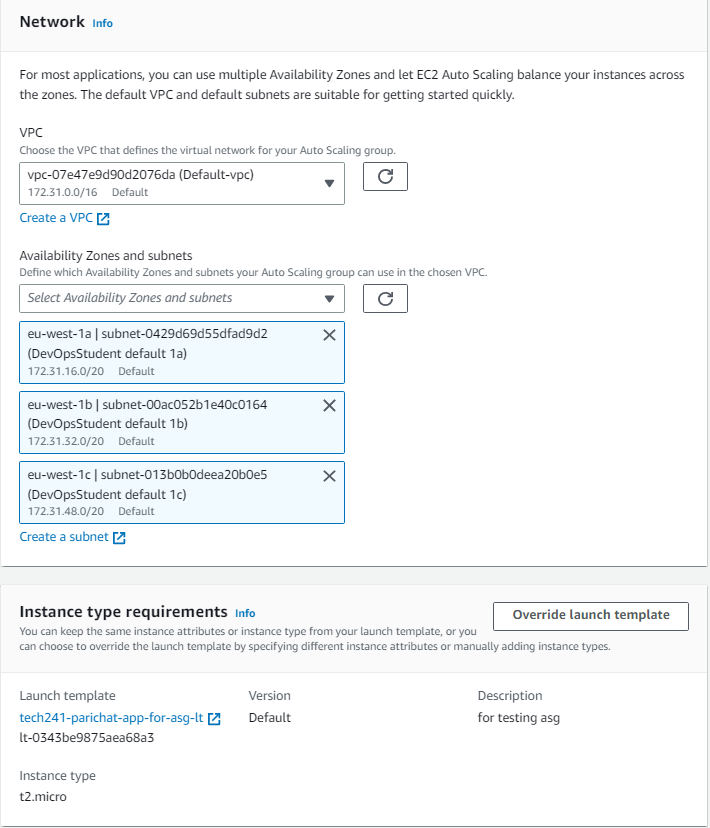 Network Info
For most applications, you can use multiple Availability Zones and let EC2 Auto Scaling balance your instances across
the zones. The default VPC and default subnets are suitable for getting started quickly.
VPC
Choose the VPC that defines the virtual network for your Auto Scaling group.
vpc-07e47e9d90d2076da (Default-vpc)
172.31.0.0/16 Default
Create a VPC
Availability Zones and subnets
Define which Availability Zones and subnets your Auto Scaling group can use in the chosen VPC.
Select Availability Zones and subnets
eu-west-1a | subnet-0429d69d55dfad9d2
(DevOpsStudent default 1a)
172.31.16.0/20 Default
eu-west-1b | subnet-00ac052b1e40c0164
(DevOpsStudent default 1b)
172.31.32.0/20 Default
eu-west-1c | subnet-013b0b0deea20b0e5
(DevOpsStudent default 1c)
172.31.48.0/20 Default
Create a subnet
Instance type requirements Info
Override launch template
You can keep the same instance attributes or instance type from your launch template, or you
can choose to override the launch template by specifying different instance attributes or manually adding instance types.
Launch template Version Description
tech241-parichat-app-for-asg-lt Default for testing asg
lt-0343be9875aea68a3
Instance type
t2.micro